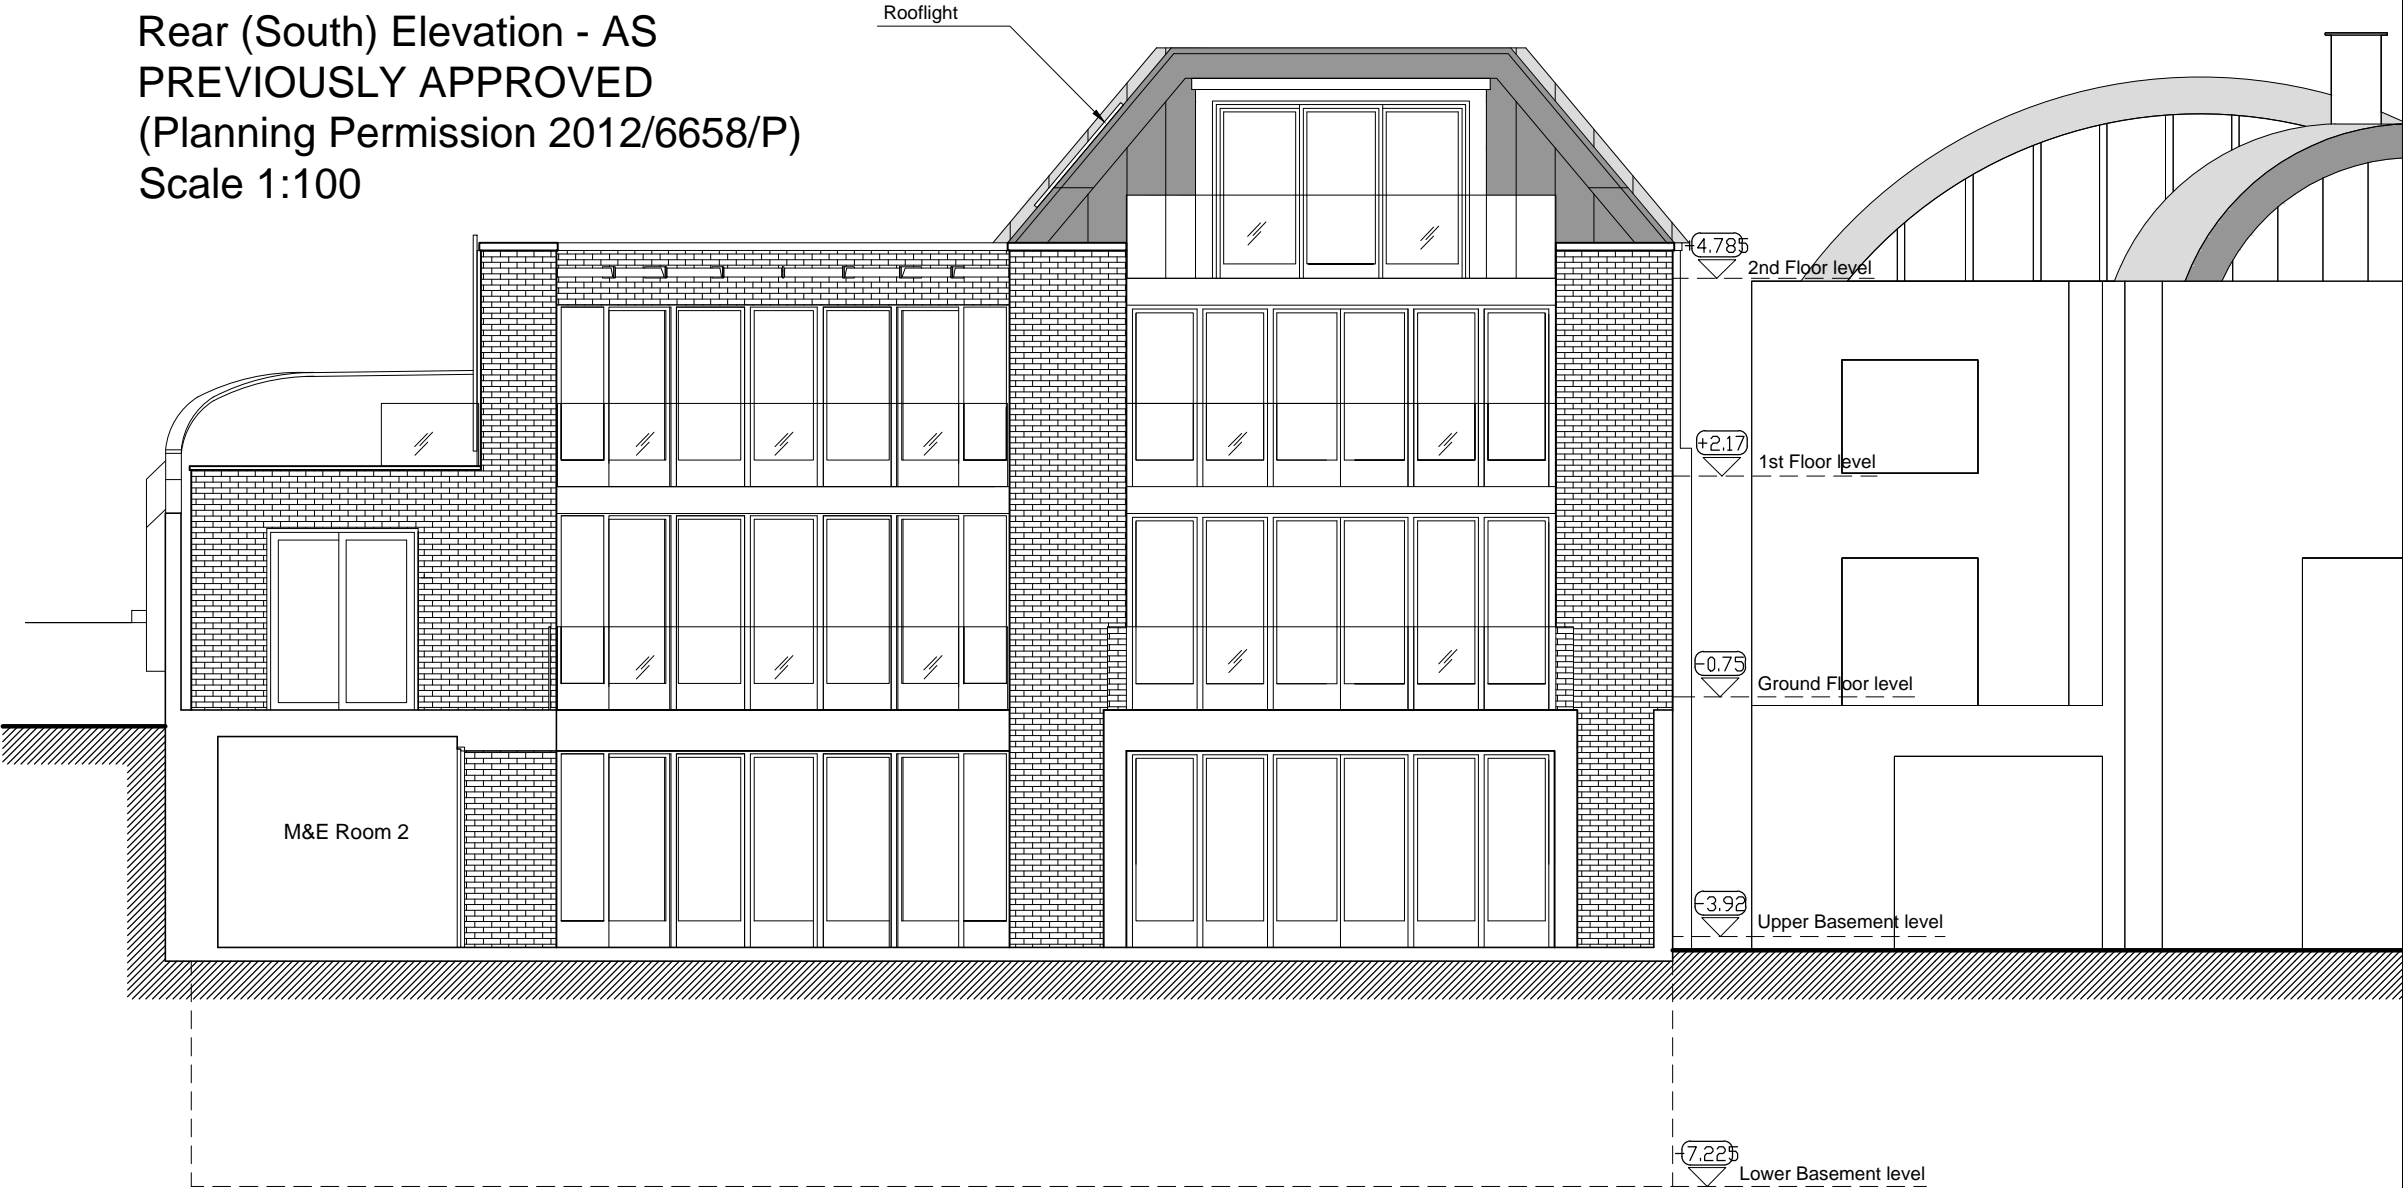 Rear (South) Elevation - AS
PREVIOUSLY APPROVED
(Planning Permission 2012/6658/P)
Scale 1:100
Rooflight
+4.785
2nd Floor level
+2.17
1st Floor level
-0.75
Ground Floor level
M&E Room 2
-3.92
Upper Basement level
-7.225
Lower Basement level